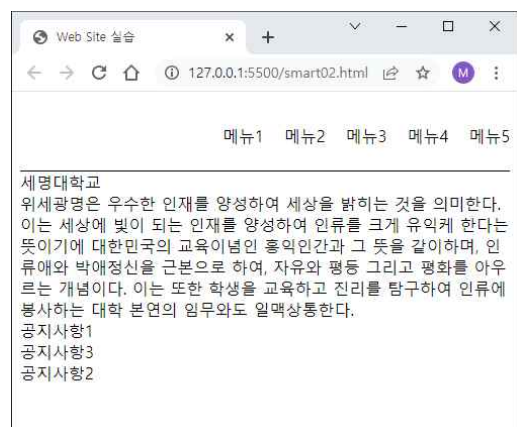 Web Site 실습
127.0.0.1:5500/smart02.html
M
메뉴1 메뉴2 메뉴3 메뉴4 메뉴5
세명대학교
위세광명은 우수한 인재를 양성하여 세상을 밝히는 것을 의미한다.
이는 세상에 빛이 되는 인재를 양성하여 인류를 크게 유익케 한다는
뜻이기에 대한민국의 교육이념인 홍익인간과 그 뜻을 같이하며, 인
류애와 박애정신을 근본으로 하여, 자유와 평등 그리고 평화를 아우
르는 개념이다. 이는 또한 학생을 교육하고 진리를 탐구하여 인류에
봉사하는 대학 본연의 임무와도 일맥상통한다.
공지사항1
공지사항3
공지사항2